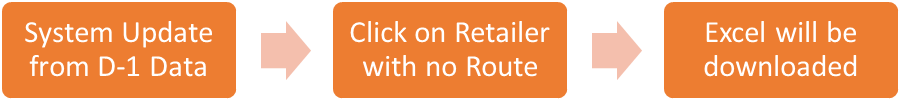 System Update
from D-1 Data
Click on Retailer
with no Route
Excel will be
downloaded